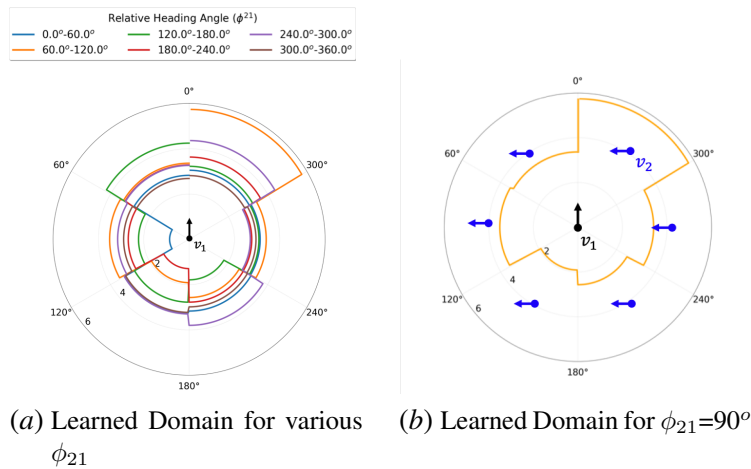 Relative Heading Angle (ϕ²¹)
0.0°-60.0° 120.0°-180.0° 240.0°-300.0°
60.0°-120.0° 180.0°-240.0° 300.0°-360.0°
0°
60° 300°
v₁
2
4
6
120° 240°
180°
0°
60° 300°
v₂
v₁
2
4
6
120° 240°
180°
(a) Learned Domain for various
ϕ₂₁
(b) Learned Domain for ϕ₂₁=90°